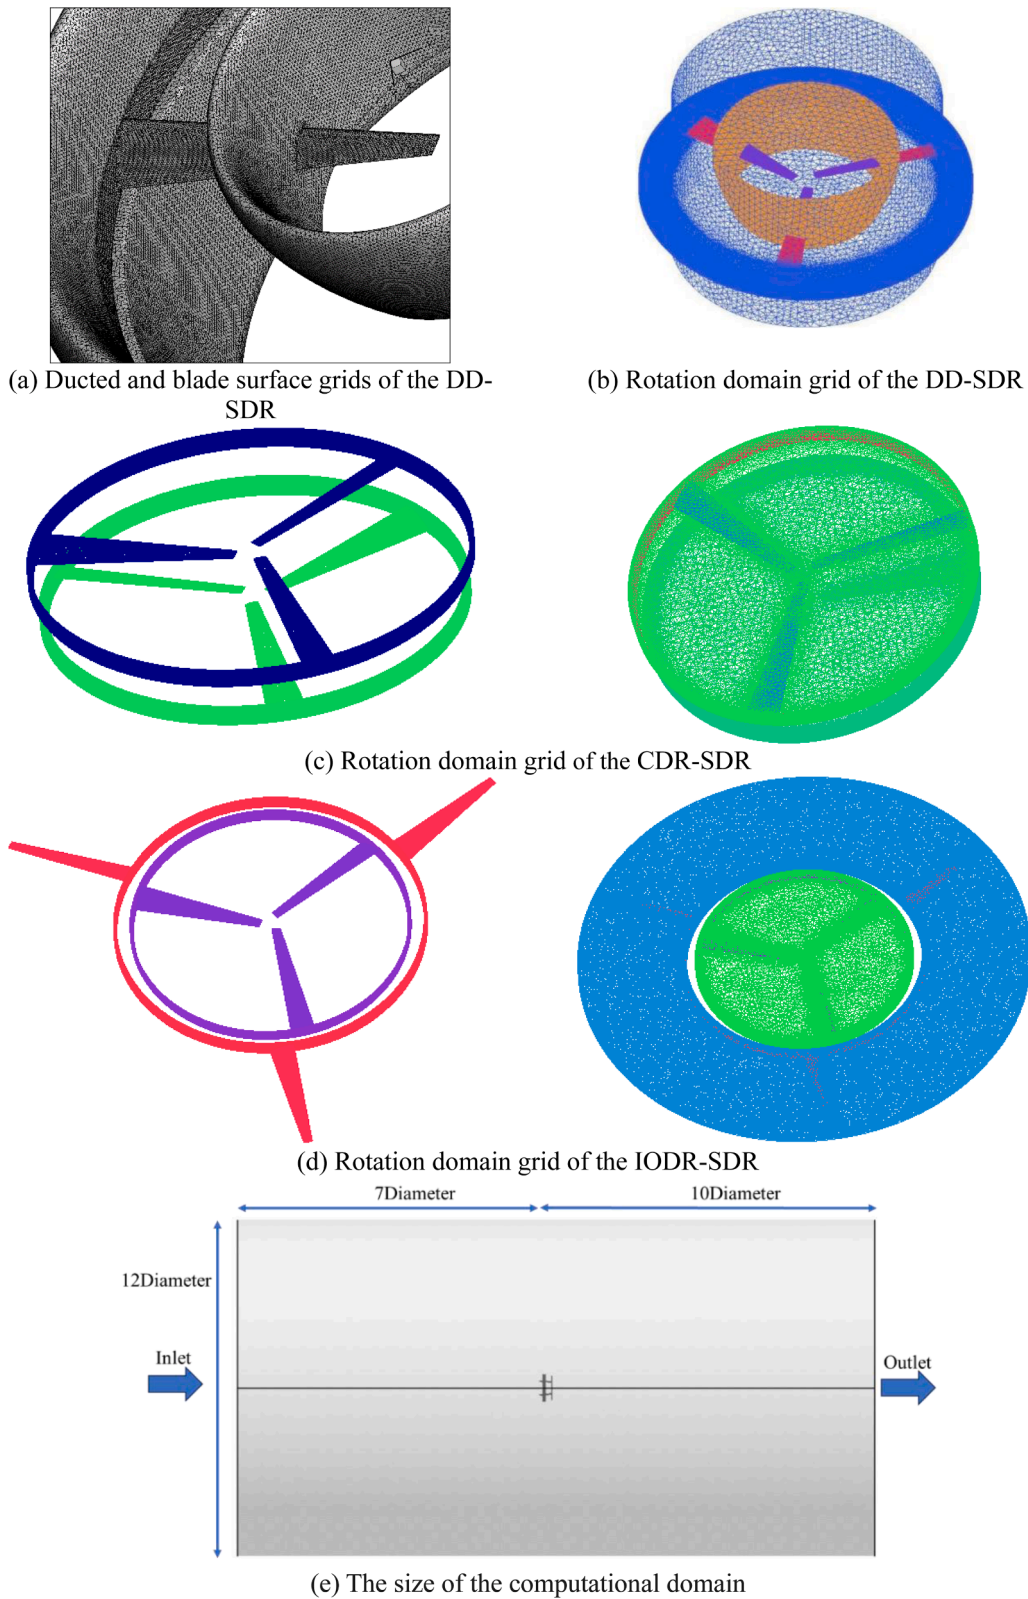 (a) Ducted and blade surface grids of the DD-
SDR
(b) Rotation domain grid of the DD-SDR
(c) Rotation domain grid of the CDR-SDR
(d) Rotation domain grid of the IODR-SDR
7Diameter
10Diameter
12Diameter
Inlet
Outlet
(e) The size of the computational domain